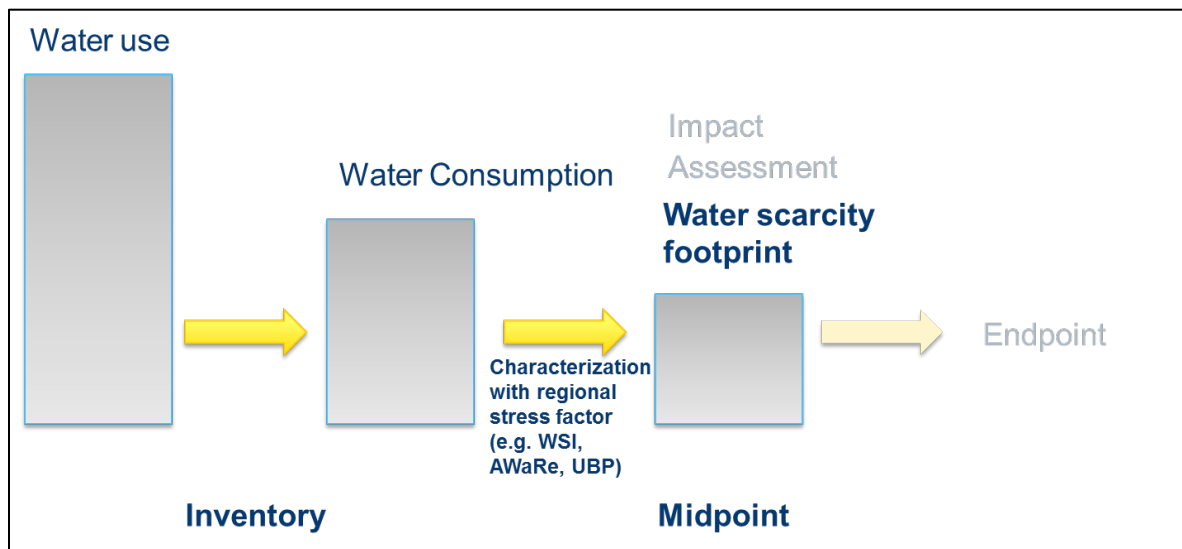 Water use
Water Consumption
Impact
Assessment
Water scarcity
footprint
Endpoint
Characterization
with regional
stress factor
(e.g. WSI,
AWaRe, UBP)
Inventory
Midpoint